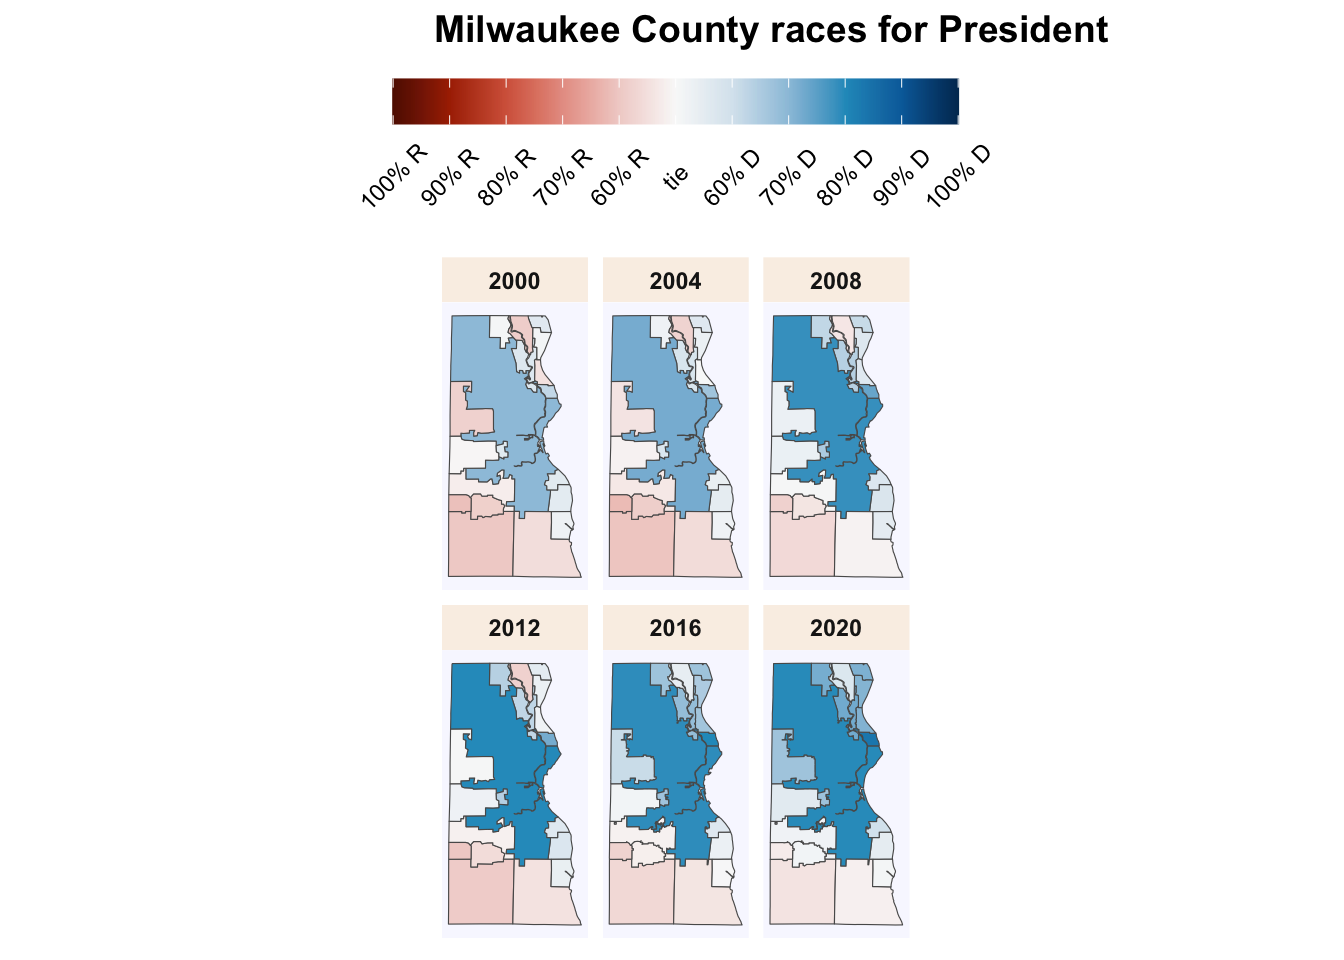 Milwaukee County races for President
100% R 90% R 80% R 70% R 60% R tie 60% D 70% D 80% D 90% D 100% D
2000 2004 2008
2012 2016 2020